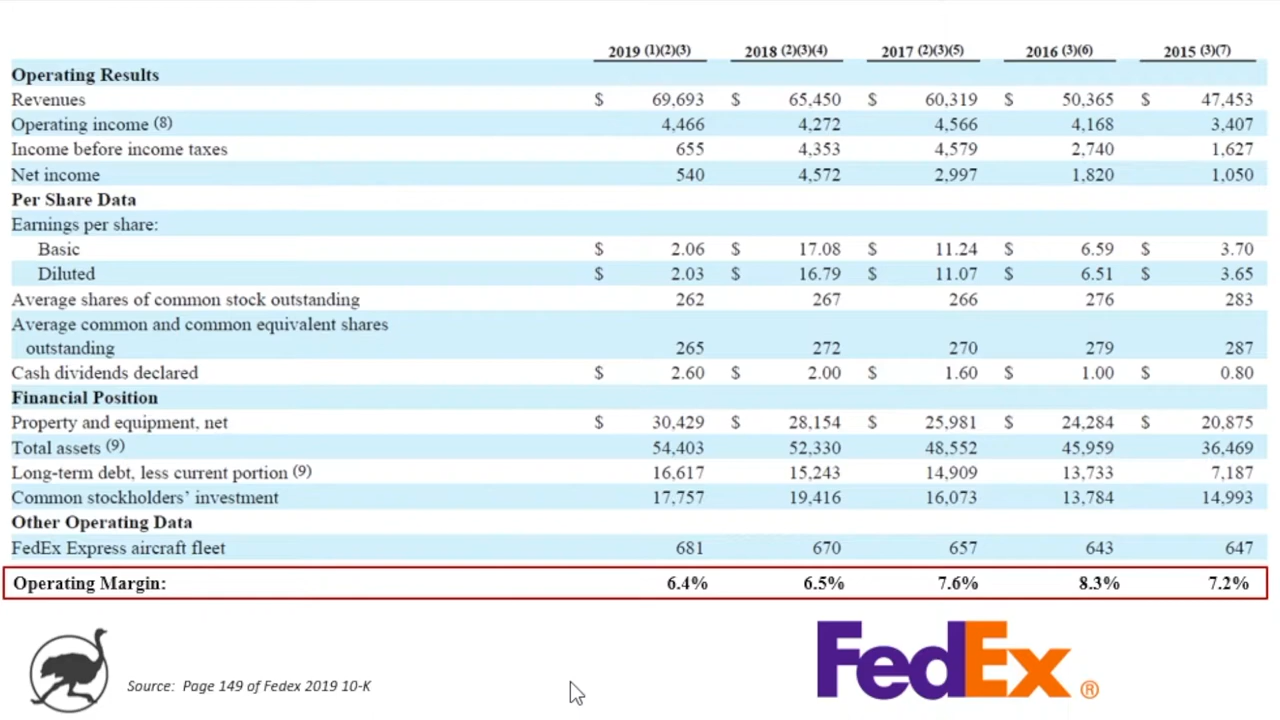 2019 (1)(2)(3) 2018 (2)(3)(4) 2017 (2)(3)(5) 2016 (3)(6) 2015 (3)(7)
Operating Results
Revenues $ 69,693 $ 65,450 $ 60,319 $ 50,365 $ 47,453
Operating income (8) 4,466 4,272 4,566 4,168 3,407
Income before income taxes 655 4,353 4,579 2,740 1,627
Net income 540 4,572 2,997 1,820 1,050
Per Share Data
Earnings per share:
Basic $ 2.06 $ 17.08 $ 11.24 $ 6.59 $ 3.70
Diluted $ 2.03 $ 16.79 $ 11.07 $ 6.51 $ 3.65
Average shares of common stock outstanding 262 267 266 276 283
Average common and common equivalent shares
outstanding 265 272 270 279 287
Cash dividends declared $ 2.60 $ 2.00 $ 1.60 $ 1.00 $ 0.80
Financial Position
Property and equipment, net $ 30,429 $ 28,154 $ 25,981 $ 24,284 $ 20,875
Total assets (9) 54,403 52,330 48,552 45,959 36,469
Long-term debt, less current portion (9) 16,617 15,243 14,909 13,733 7,187
Common stockholders' investment 17,757 19,416 16,073 13,784 14,993
Other Operating Data
FedEx Express aircraft fleet 681 670 657 643 647
Operating Margin: 6.4% 6.5% 7.6% 8.3% 7.2%
FedEx ®
Source: Page 149 of Fedex 2019 10-K